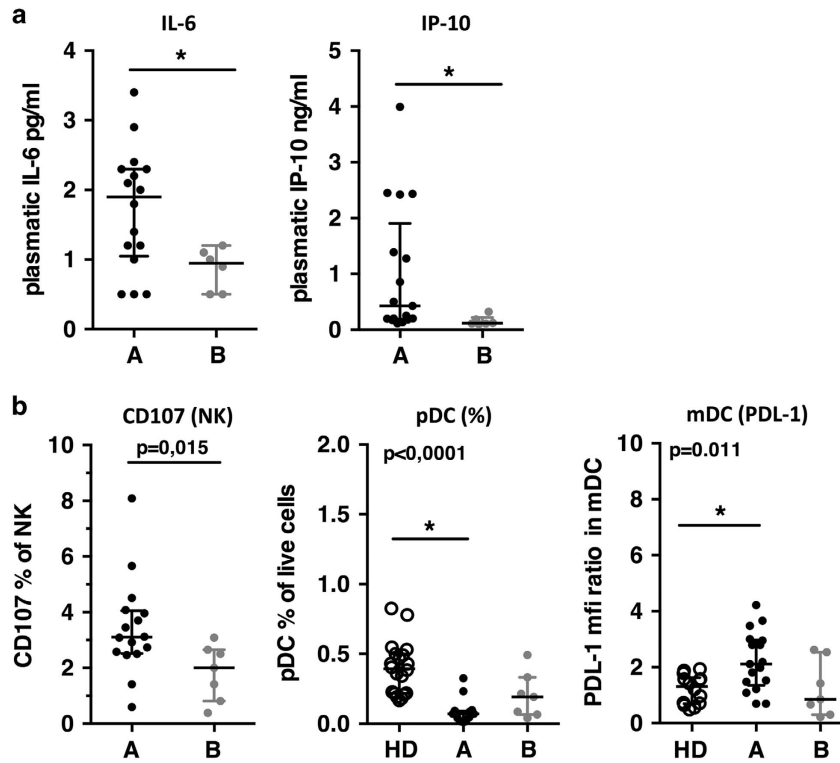 a
IL-6
plasmatic IL-6 pg/ml
4
3
2
1
0
*
A
B
IP-10
plasmatic IP-10 ng/ml
5
4
3
2
1
0
*
A
B
b
CD107 (NK)
CD107 % of NK
10
8
6
4
2
0
p=0,015
A
B
pDC (%)
pDC % of live cells
2.0
1.5
1.0
0.5
0.0
p<0,0001
*
HD
A
B
mDC (PDL-1)
PDL-1 mfi ratio in mDC
10
8
6
4
2
0
p=0.011
*
HD
A
B